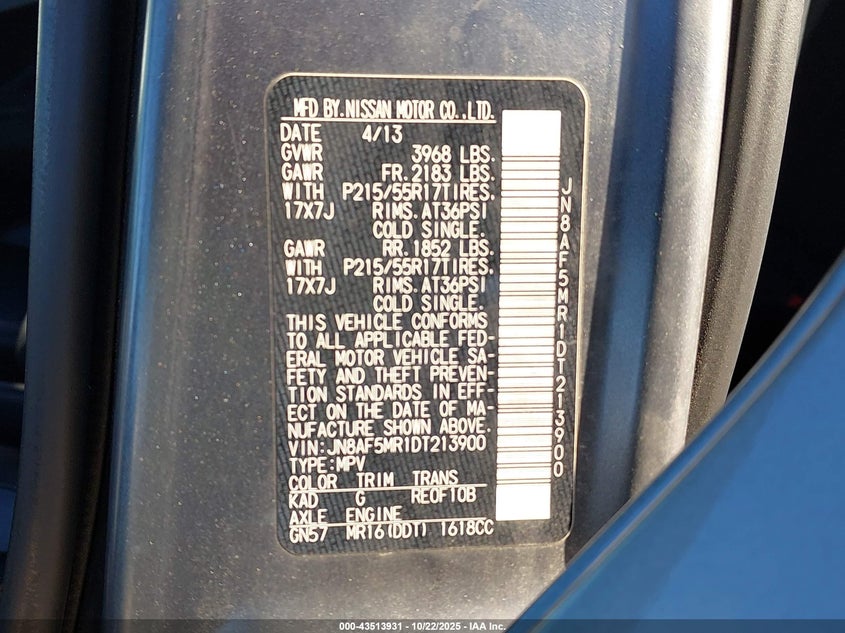 MFD BY.NISSAN MOTOR CO.,LTD.
DATE 4/13
GVWR 3968 LBS.
GAWR FR.2183 LBS.
WITH P215/55R17TIRES.
17X7J RIMS.AT36PSI
COLD SINGLE.
GAWR RR.1852 LBS.
WITH P215/55R17TIRES.
17X7J RIMS.AT36PSI
COLD SINGLE.
THIS VEHICLE CONFORMS
TO ALL APPLICABLE FED-
ERAL MOTOR VEHICLE SA-
FETY AND THEFT PREVEN-
TION STANDARDS IN EFF-
ECT ON THE DATE OF MA-
NUFACTURE SHOWN ABOVE.
VIN:JN8AF5MR1DT213900
TYPE:MPV
COLOR TRIM TRANS
KAD G RE0F10B
AXLE ENGINE
GN57 MR16(DDT) 1618CC
JN8AF5MR1DT213900
000-43513931 - 10/22/2025 - IAA Inc.